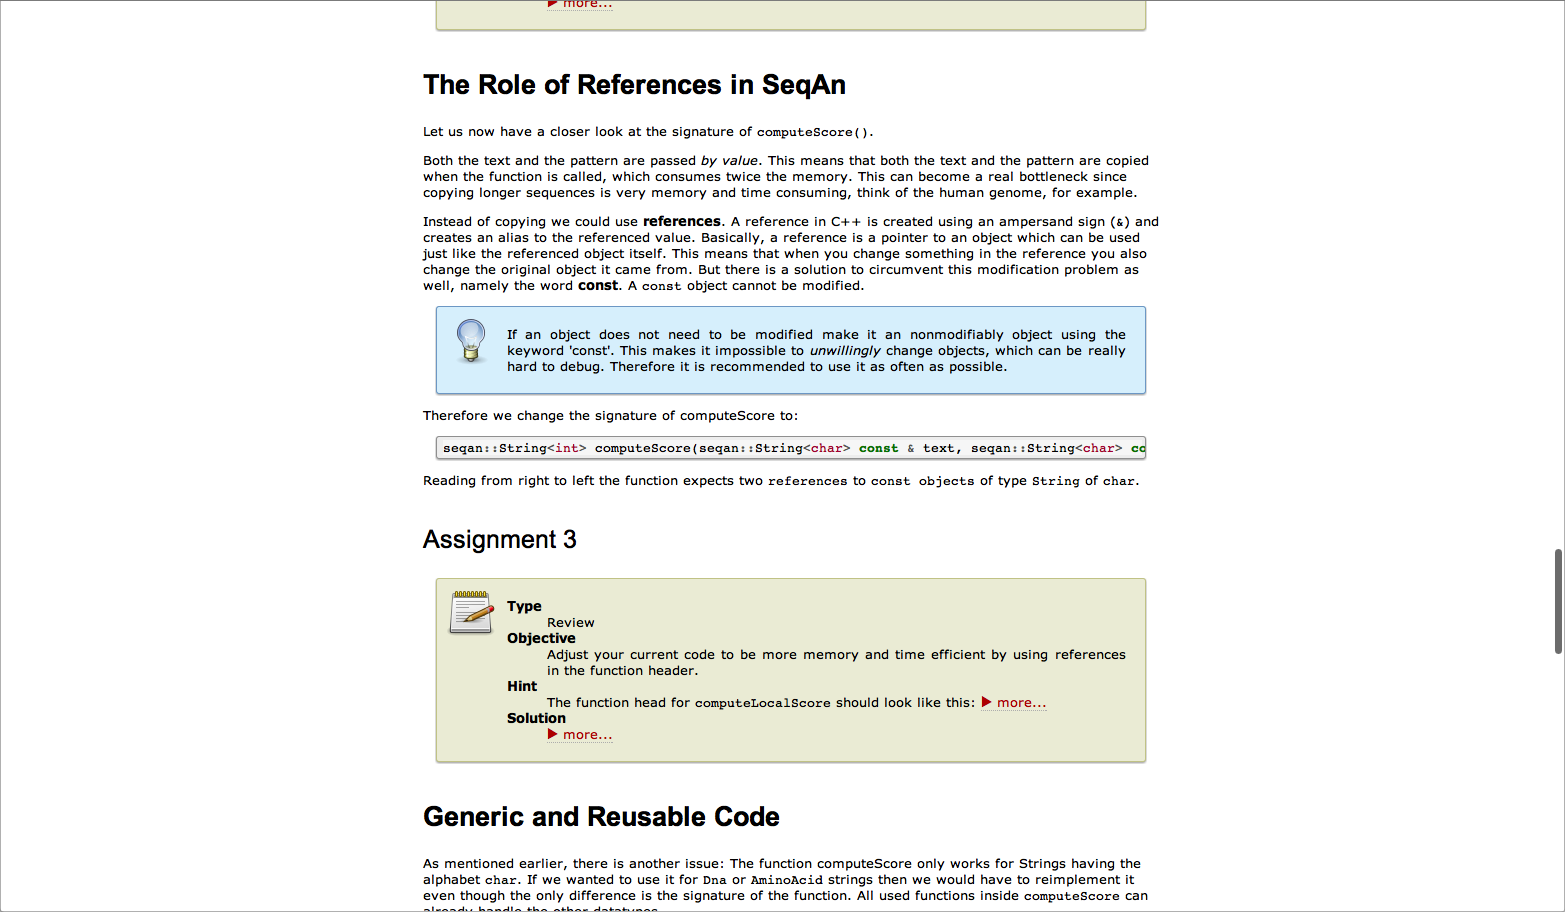 ▶ more...
The Role of References in SeqAn
Let us now have a closer look at the signature of computeScore().
Both the text and the pattern are passed by value. This means that both the text and the pattern are copied
when the function is called, which consumes twice the memory. This can become a real bottleneck since
copying longer sequences is very memory and time consuming, think of the human genome, for example.
Instead of copying we could use references. A reference in C++ is created using an ampersand sign (&) and
creates an alias to the referenced value. Basically, a reference is a pointer to an object which can be used
just like the referenced object itself. This means that when you change something in the reference you also
change the original object it came from. But there is a solution to circumvent this modification problem as
well, namely the word const. A const object cannot be modified.
If an object does not need to be modified make it an nonmodifiably object using the
keyword 'const'. This makes it impossible to unwillingly change objects, which can be really
hard to debug. Therefore it is recommended to use it as often as possible.
Therefore we change the signature of computeScore to:
seqan::String<int> computeScore(seqan::String<char> const & text, seqan::String<char> co
Reading from right to left the function expects two references to const objects of type String of char.
Assignment 3
Type
Review
Objective
Adjust your current code to be more memory and time efficient by using references
in the function header.
Hint
The function head for computeLocalScore should look like this: ▶ more...
Solution
▶ more...
Generic and Reusable Code
As mentioned earlier, there is another issue: The function computeScore only works for Strings having the
alphabet char. If we wanted to use it for Dna or AminoAcid strings then we would have to reimplement it
even though the only difference is the signature of the function. All used functions inside computeScore can
already handle the other datatypes.